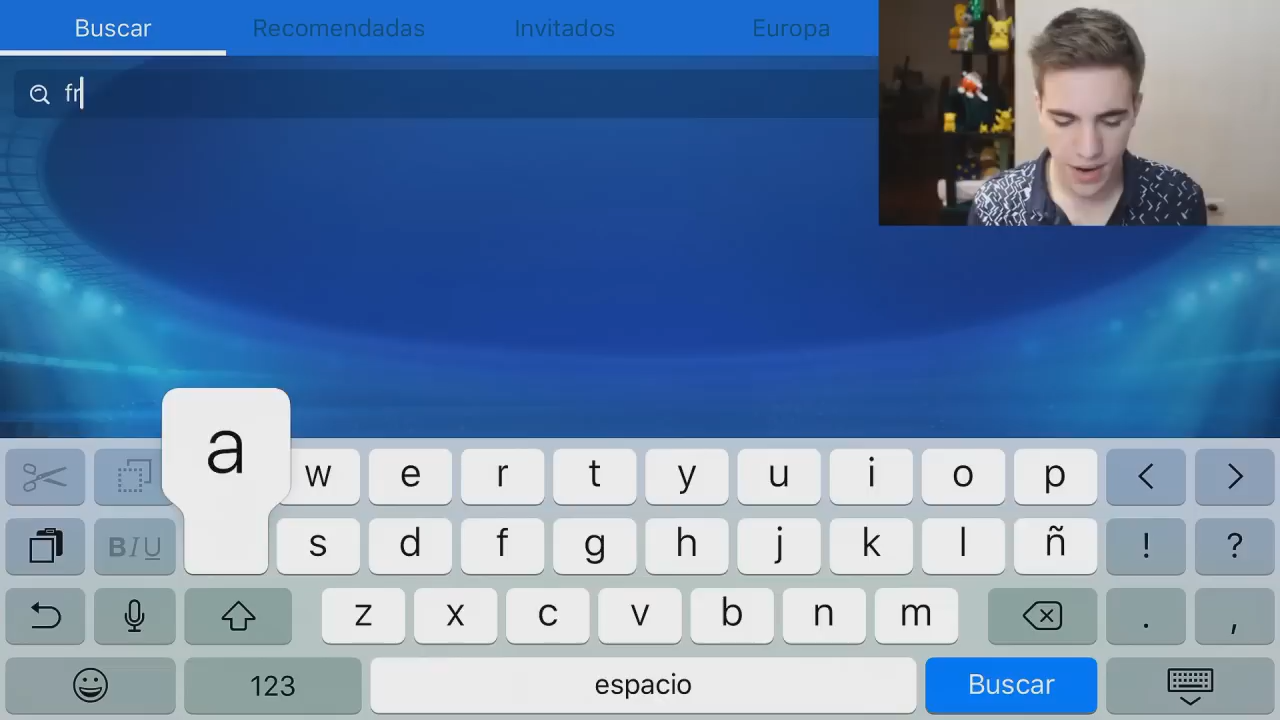 Buscar Recomendadas Invitados Europa
fr
a
w e r t y u i o p < >
BIU s d f g h j k l ñ ! ?
z x c v b n m . ,
123 espacio Buscar